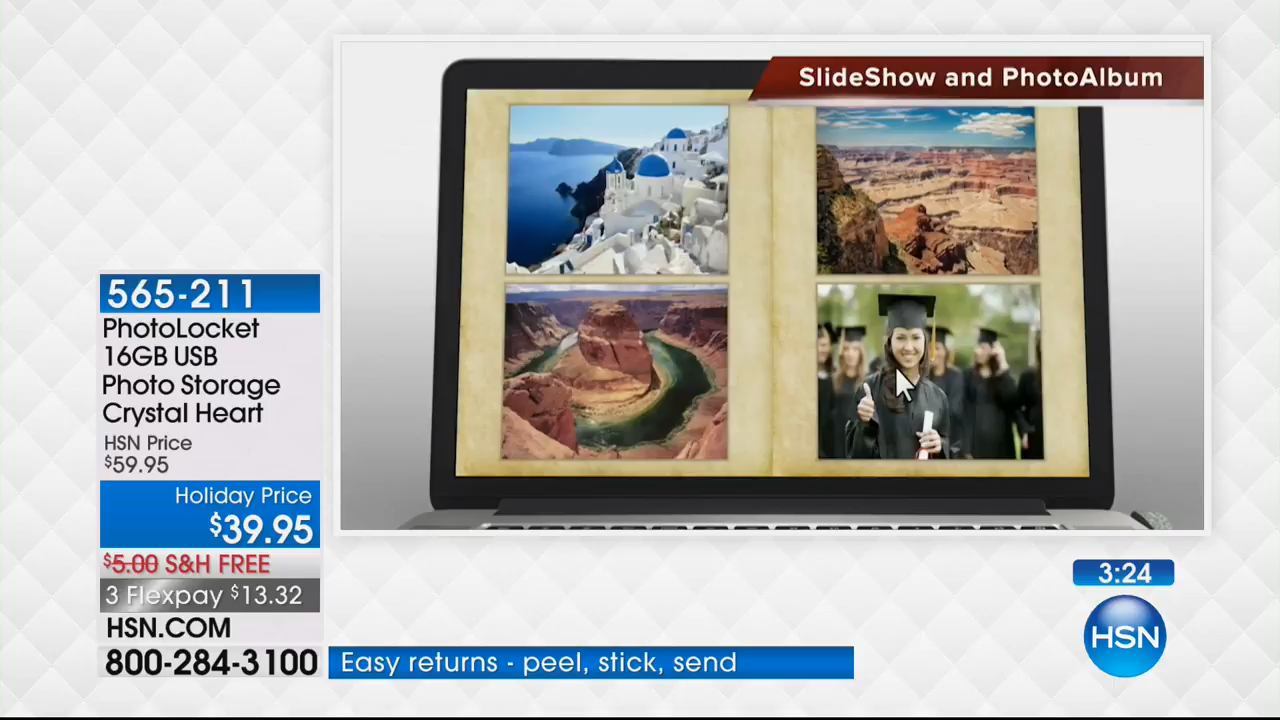 SlideShow and PhotoAlbum
565-211
PhotoLocket
16GB USB
Photo Storage
Crystal Heart
HSN Price
$59.95
Holiday Price
$39.95
$5.00 S&H FREE
3 Flexpay $13.32
HSN.COM
800-284-3100
Easy returns - peel, stick, send
3:24
HSN